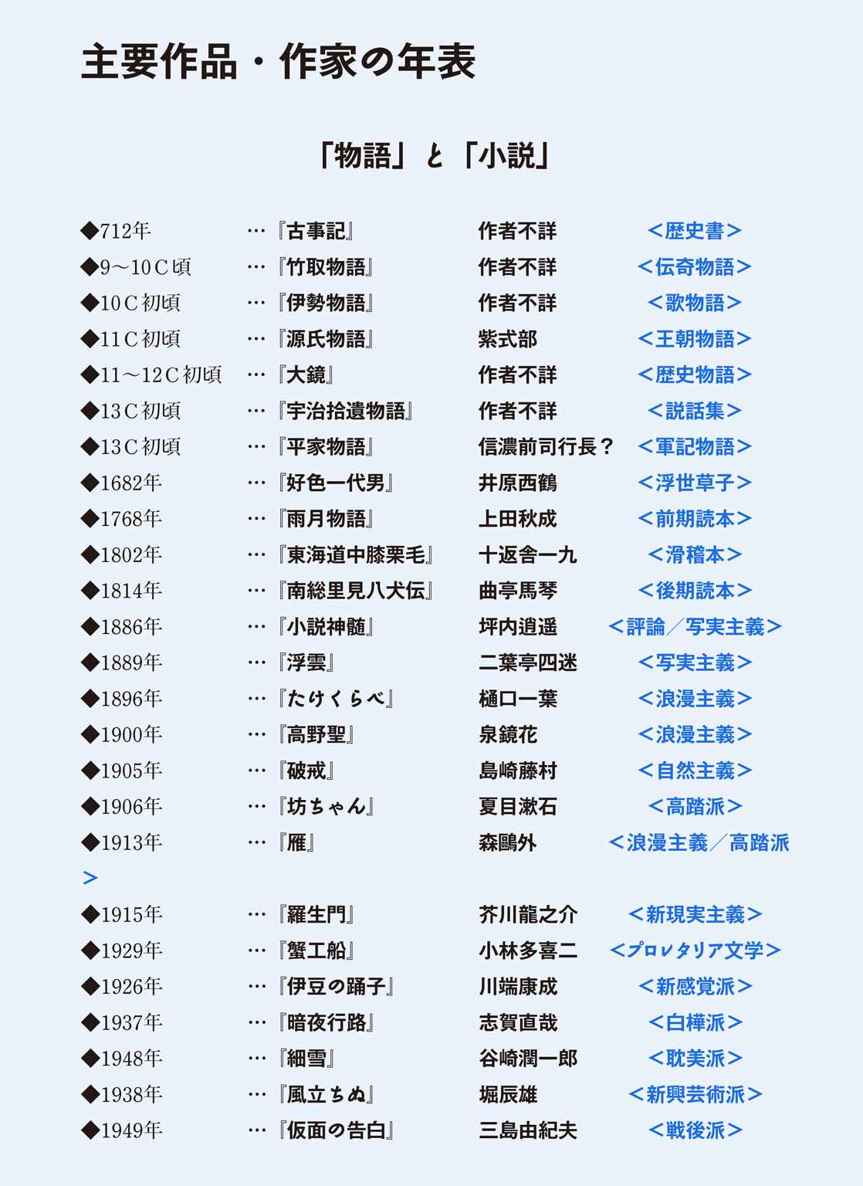 主要作品・作家の年表
「物語」と「小説」
◆712年 …『古事記』 作者不詳 ＜歴史書＞
◆9～10Ｃ頃 …『竹取物語』 作者不詳 ＜伝奇物語＞
◆10Ｃ初頃 …『伊勢物語』 作者不詳 ＜歌物語＞
◆11Ｃ初頃 …『源氏物語』 紫式部 ＜王朝物語＞
◆11～12Ｃ初頃 …『大鏡』 作者不詳 ＜歴史物語＞
◆13Ｃ初頃 …『宇治拾遺物語』 作者不詳 ＜説話集＞
◆13Ｃ初頃 …『平家物語』 信濃前司行長？ ＜軍記物語＞
◆1682年 …『好色一代男』 井原西鶴 ＜浮世草子＞
◆1768年 …『雨月物語』 上田秋成 ＜前期読本＞
◆1802年 …『東海道中膝栗毛』 十返舎一九 ＜滑稽本＞
◆1814年 …『南総里見八犬伝』 曲亭馬琴 ＜後期読本＞
◆1886年 …『小説神髄』 坪内逍遥 ＜評論／写実主義＞
◆1889年 …『浮雲』 二葉亭四迷 ＜写実主義＞
◆1896年 …『たけくらべ』 樋口一葉 ＜浪漫主義＞
◆1900年 …『高野聖』 泉鏡花 ＜浪漫主義＞
◆1905年 …『破戒』 島崎藤村 ＜自然主義＞
◆1906年 …『坊ちゃん』 夏目漱石 ＜高踏派＞
◆1913年 …『雁』 森鷗外 ＜浪漫主義／高踏派
＞
◆1915年 …『羅生門』 芥川龍之介 ＜新現実主義＞
◆1929年 …『蟹工船』 小林多喜二 ＜プロレタリア文学＞
◆1926年 …『伊豆の踊子』 川端康成 ＜新感覚派＞
◆1937年 …『暗夜行路』 志賀直哉 ＜白樺派＞
◆1948年 …『細雪』 谷崎潤一郎 ＜耽美派＞
◆1938年 …『風立ちぬ』 堀辰雄 ＜新興芸術派＞
◆1949年 …『仮面の告白』 三島由紀夫 ＜戦後派＞